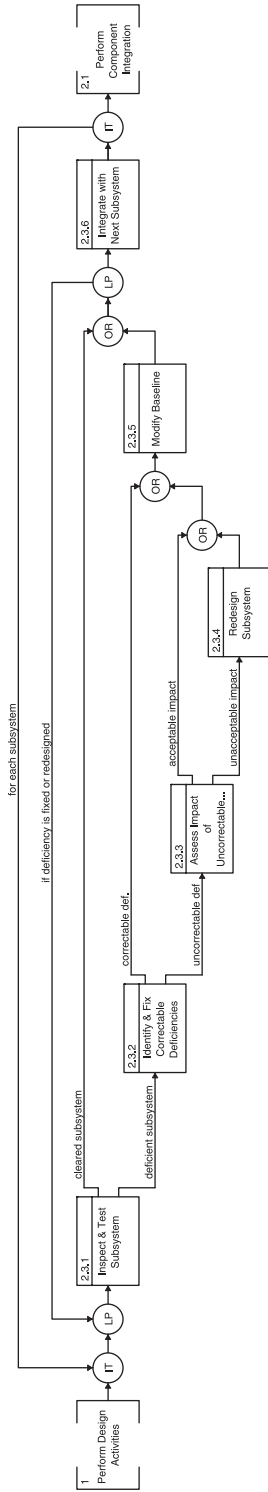 for each subsystem
if deficiency is fixed or redesigned
1
Perform Design
Activities
IT
LP
2.3.1
Inspect & Test
Subsystem
cleared subsystem
deficient subsystem
2.3.2
Identify & Fix
Correctable
Deficiencies
correctable def.
uncorrectable def.
2.3.3
Assess Impact
of
Uncorrectable...
acceptable impact
unacceptable impact
2.3.4
Redesign
Subsystem
OR
OR
2.3.5
Modify Baseline
OR
LP
2.3.6
Integrate with
Next Subsystem
IT
2.1
Perform
Component
Integration